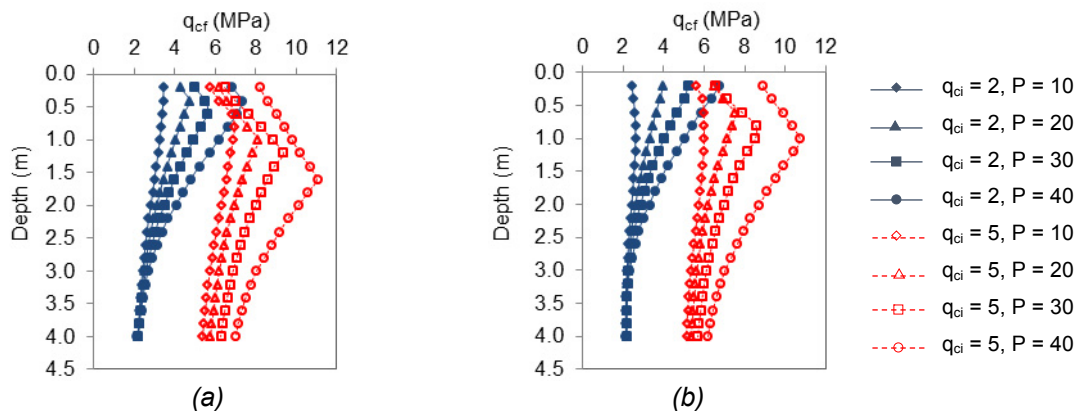 q_cf (MPa)
0 2 4 6 8 10 12
0.0
0.5
1.0
1.5
2.0
2.5
3.0
3.5
4.0
4.5
Depth (m)
(a)
q_cf (MPa)
0 2 4 6 8 10 12
0.0
0.5
1.0
1.5
2.0
2.5
3.0
3.5
4.0
4.5
Depth (m)
(b)
q_ci = 2, P = 10
q_ci = 2, P = 20
q_ci = 2, P = 30
q_ci = 2, P = 40
q_ci = 5, P = 10
q_ci = 5, P = 20
q_ci = 5, P = 30
q_ci = 5, P = 40